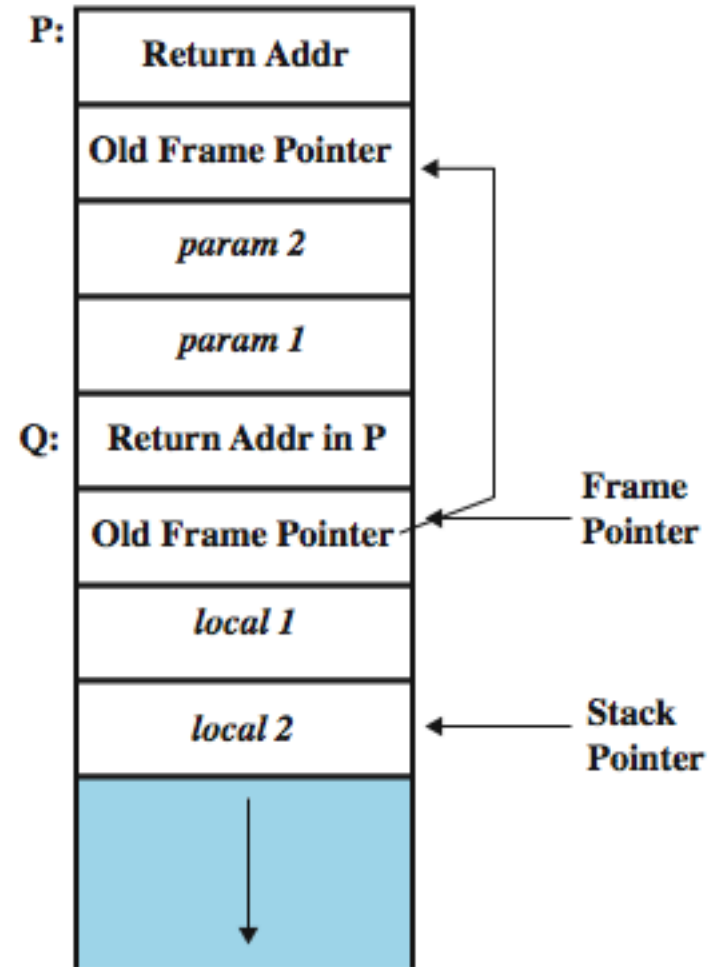 P:
Return Addr
Old Frame Pointer
param 2
param 1
Q:
Return Addr in P
Old Frame Pointer
Frame
Pointer
local 1
local 2
Stack
Pointer